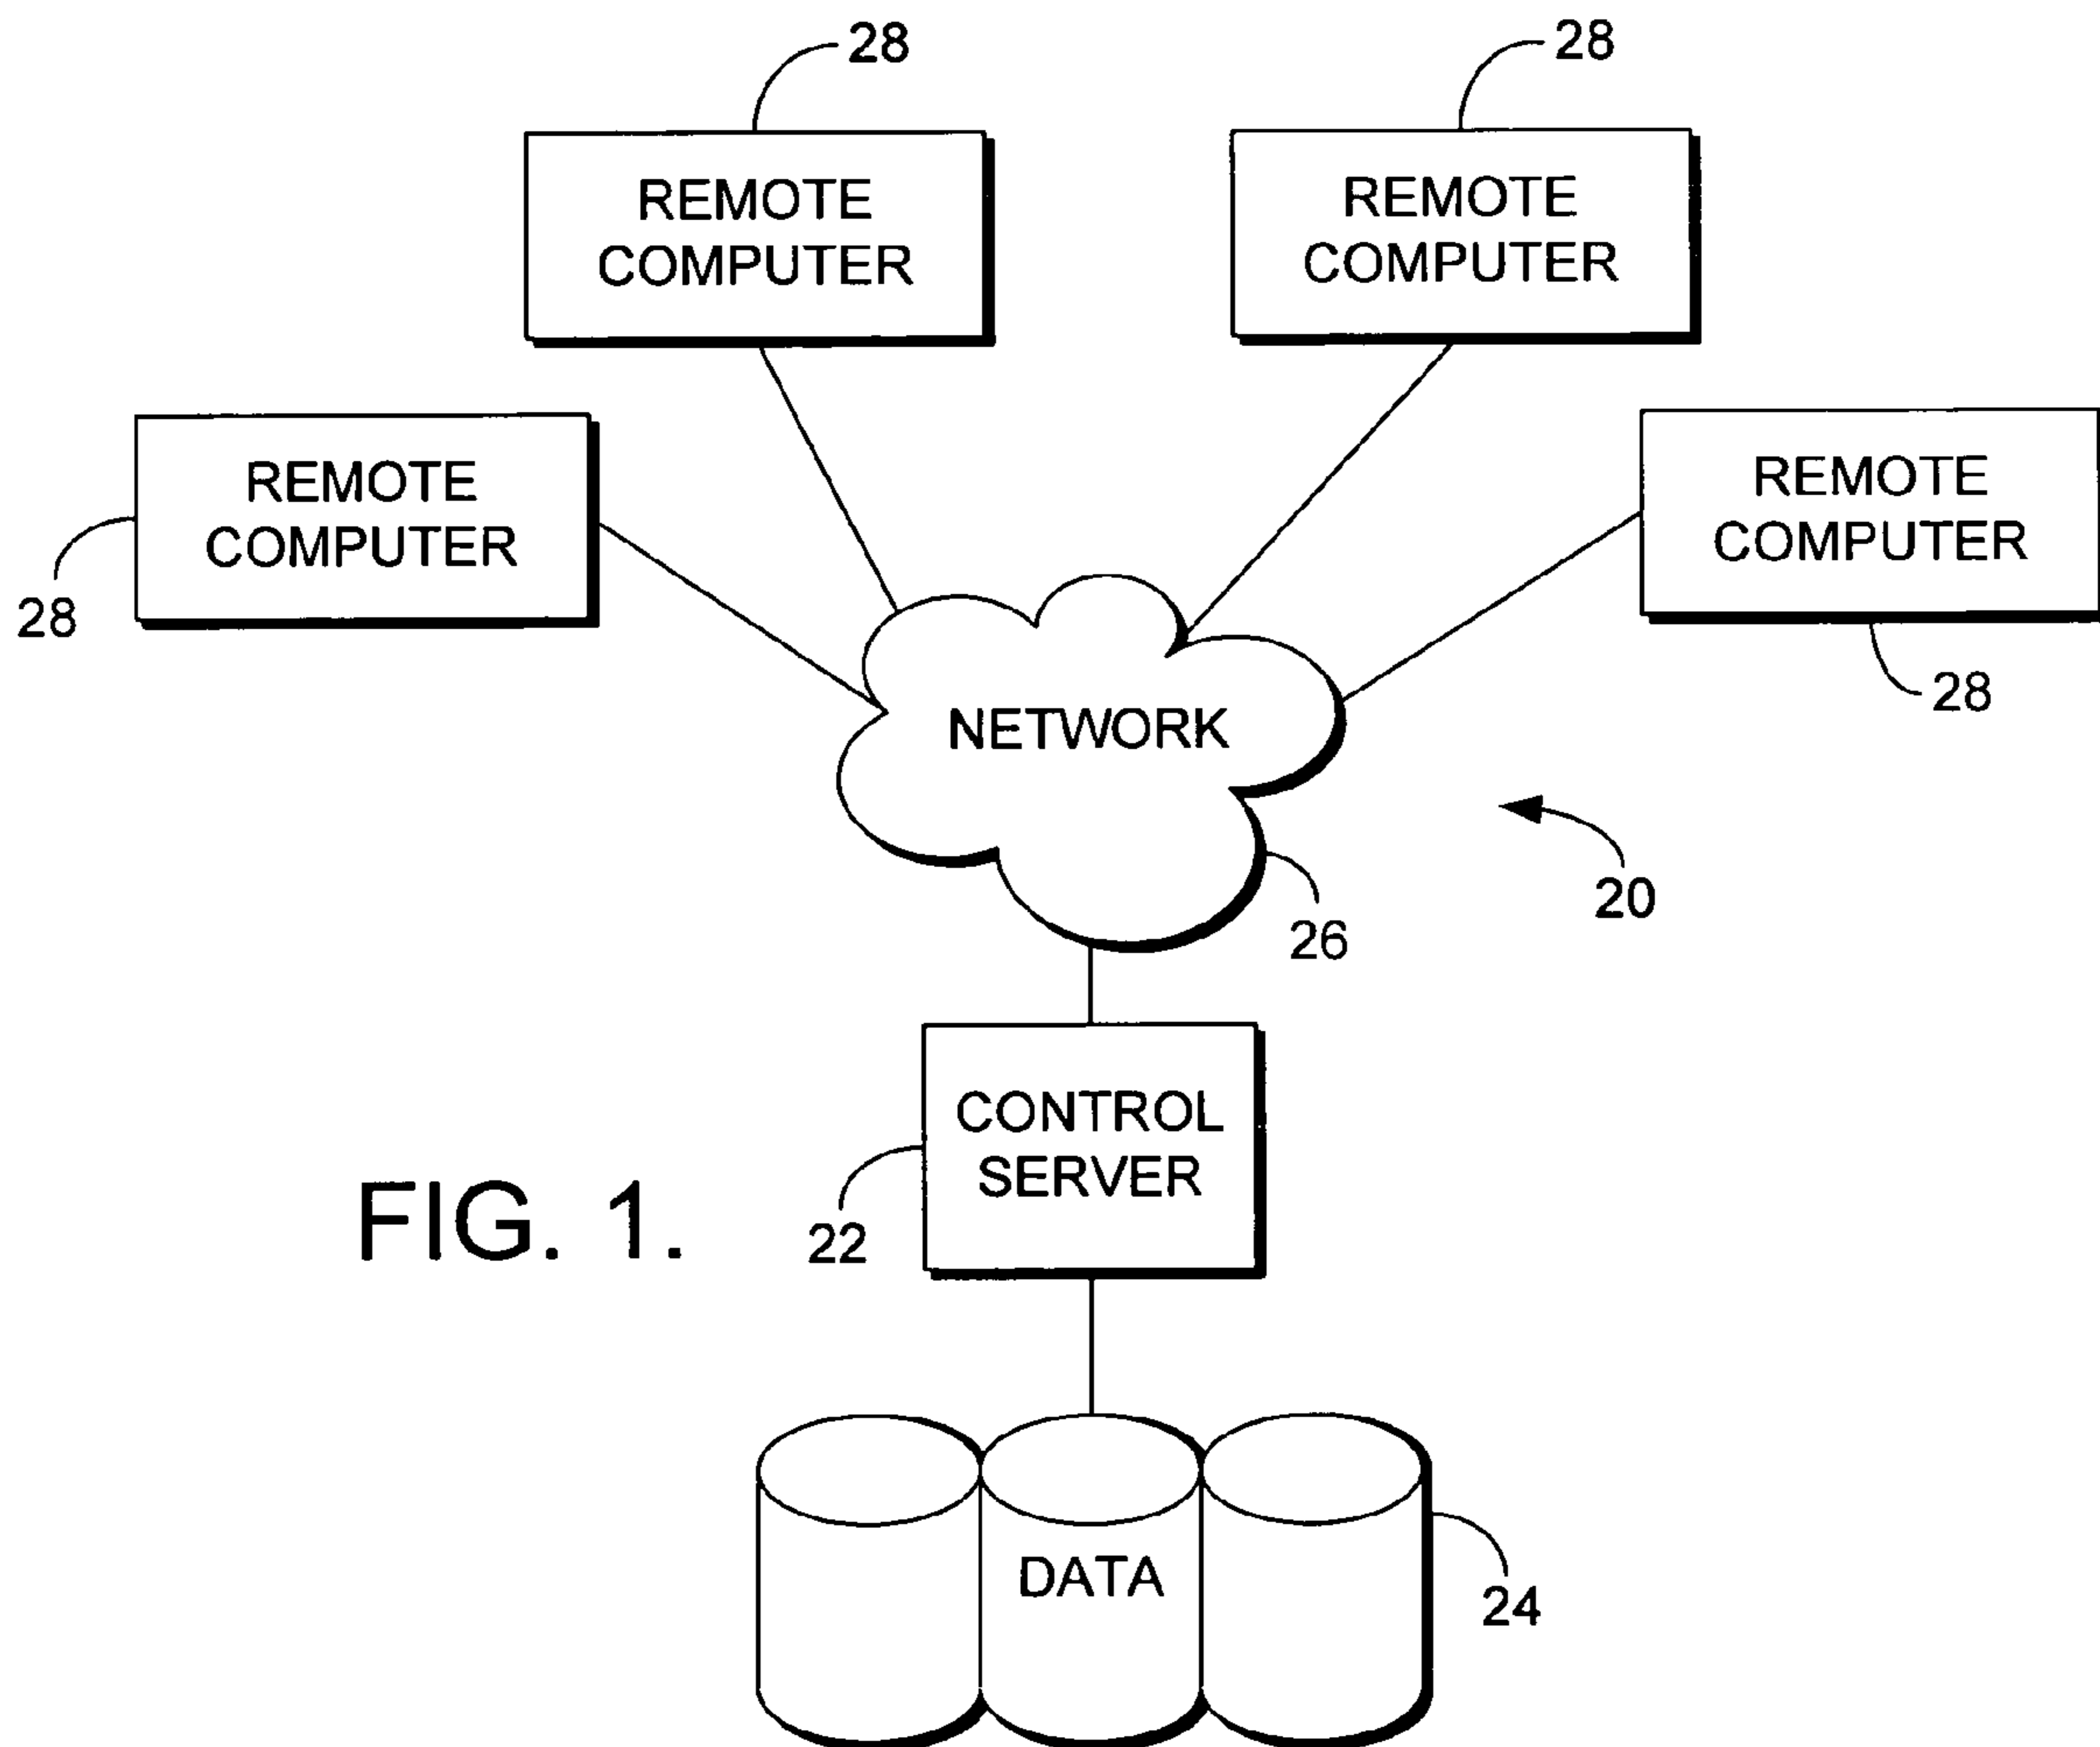 28
28
REMOTE
COMPUTER
REMOTE
COMPUTER
REMOTE
COMPUTER
REMOTE
COMPUTER
28
28
NETWORK
20
26
CONTROL
SERVER
22
FIG. 1.
DATA
24